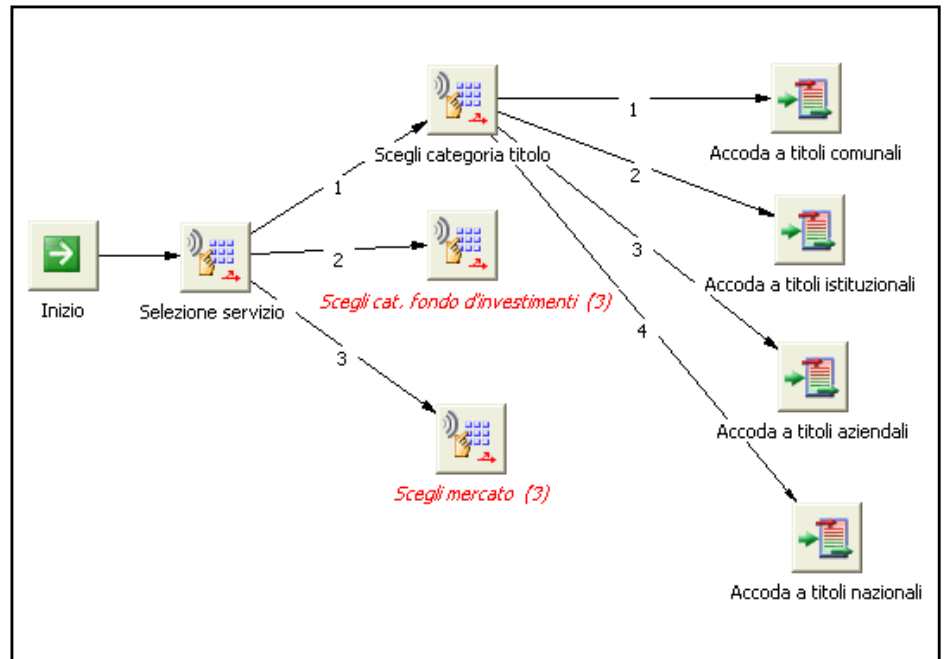 1
Scegli categoria titolo
Accoda a titoli comunali
2
1
3
2
Inizio
Selezione servizio
Scegli cat. fondo d'investimenti (3)
Accoda a titoli istituzionali
4
3
Accoda a titoli aziendali
Scegli mercato (3)
Accoda a titoli nazionali